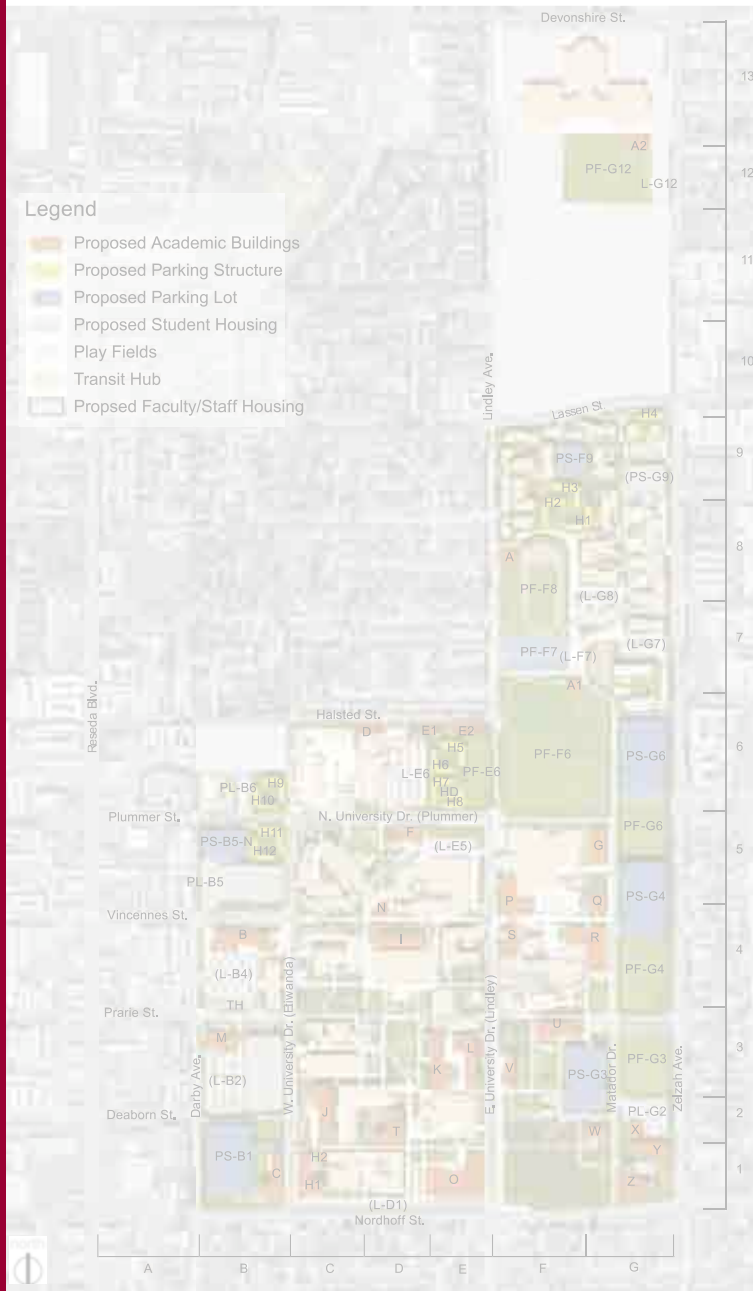 Devonshire St.
13
A2
PF-G12
12
L-G12
Legend
Proposed Academic Buildings
Proposed Parking Structure
Proposed Parking Lot
Proposed Student Housing
Play Fields
Transit Hub
Propsed Faculty/Staff Housing
11
10
Lindley Ave.
Lassen St.
H4
9
PS-F9
(PS-G9)
H3
H2
H1
8
A
PF-F8
(L-G8)
7
PF-F7
(L-F7)
(L-G7)
A1
Reseda Blvd.
Halsted St.
D
E1
E2
H5
6
PF-F6
PS-G6
H6
L-E6
PF-E6
H7
PL-B6
H9
HD
H10
H8
Plummer St.
N. University Dr. (Plummer)
PF-G6
H11
F
5
PS-B5-N
H12
(L-E5)
G
PL-B5
PS-G4
N
P
Q
Vincennes St.
B
I
S
R
4
(L-B4)
PF-G4
TH
Prarie St.
W. University Dr. (Etiwanda)
E. University Dr. (Lindley)
U
M
L
3
PF-G3
K
V
PS-G3
(L-B2)
Darby Ave.
Matador Dr.
Zelzah Ave.
Deaborn St.
J
PL-G2
2
T
W
X
Y
PS-B1
H2
1
C
H1
O
Z
(L-D1)
Nordhoff St.
north
A
B
C
D
E
F
G